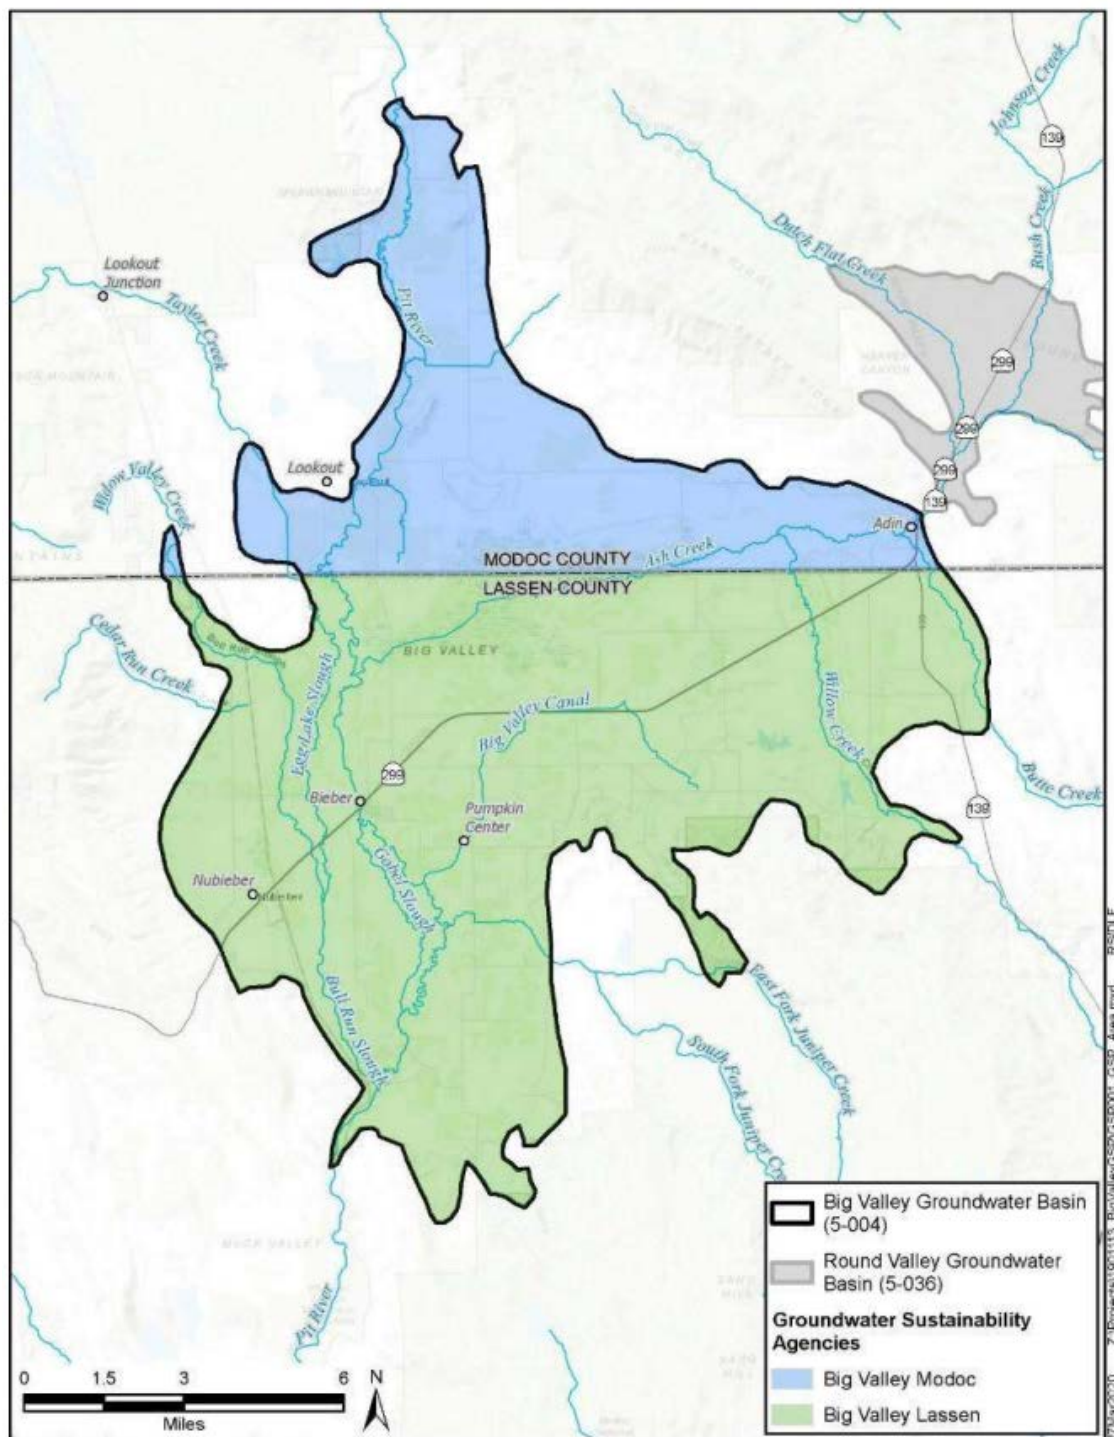 Johnson Creek
139
Dutch Flat Creek
Rush Creek
Lookout
Junction
Taylor Creek
Pit River
299
299
Lookout
299
Widow Valley Creek
139
Adin
MODOC COUNTY
Ash Creek
LASSEN COUNTY
Cedar Run Creek
BIG VALLEY
Egg Lake Slough
Willow Creek
Big Valley Canal
299
Butte Creek
Bieber
Pumpkin
Center
139
Gobel Slough
Nubieber
Nubieber
Bull Run Slough
East Fork Juniper Creek
South Fork Juniper Cre
Pit River
0 1.5 3 6
Miles
N
Big Valley Groundwater Basin
(5-004)
Round Valley Groundwater
Basin (5-036)
Groundwater Sustainability
Agencies
Big Valley Modoc
Big Valley Lassen